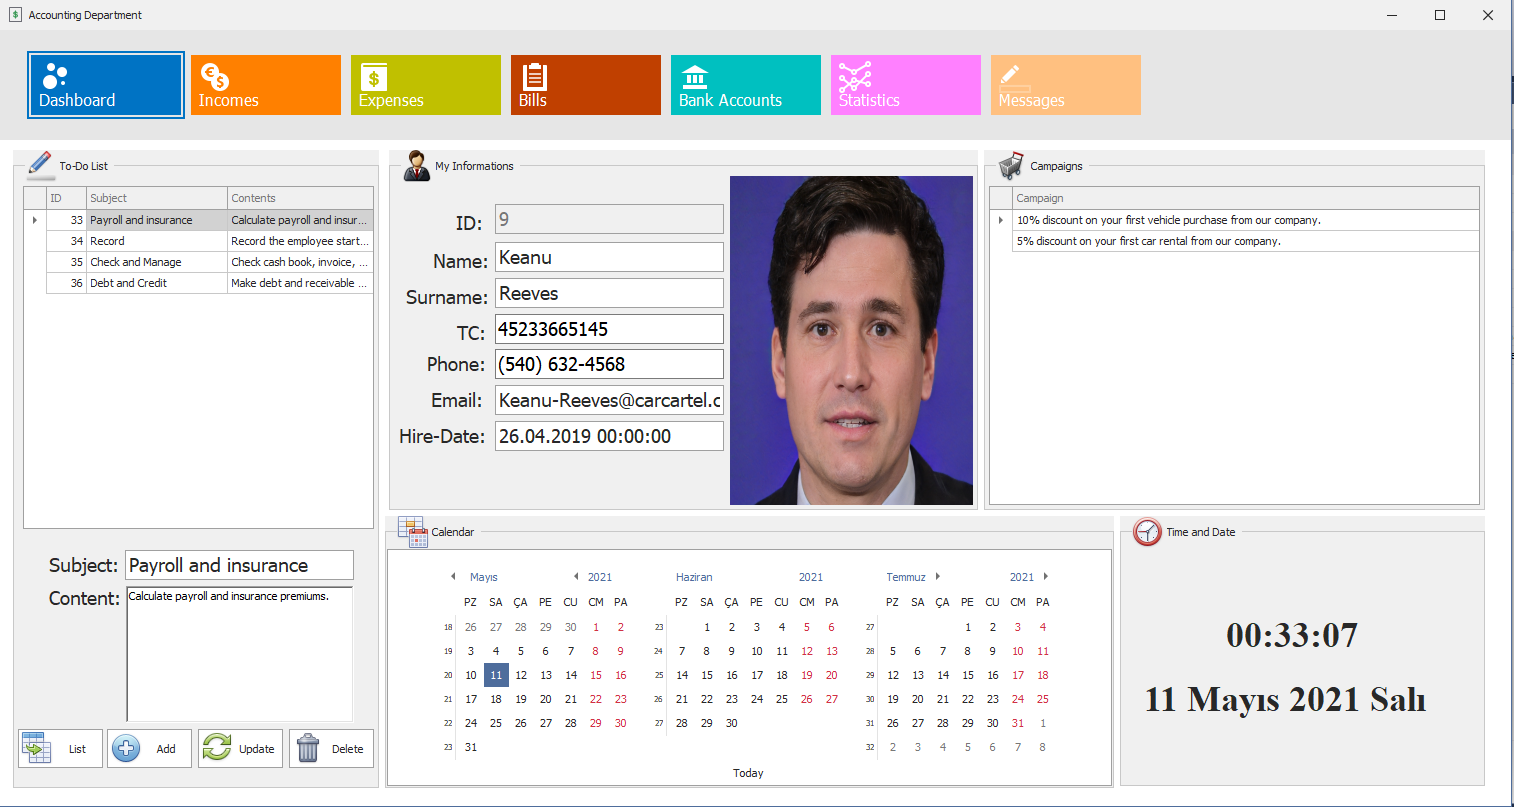 Accounting Department
Dashboard
Incomes
Expenses
Bills
Bank Accounts
Statistics
Messages
To-Do List
ID Subject Contents
33 Payroll and insurance Calculate payroll and insur...
34 Record Record the employee start...
35 Check and Manage Check cash book, invoice, ...
36 Debt and Credit Make debt and receivable ...
Subject: Payroll and insurance
Content: Calculate payroll and insurance premiums.
List Add Update Delete
My Informations
ID: 9
Name: Keanu
Surname: Reeves
TC: 45233665145
Phone: (540) 632-4568
Email: Keanu-Reeves@carcartel.c
Hire-Date: 26.04.2019 00:00:00
Campaigns
Campaign
10% discount on your first vehicle purchase from our company.
5% discount on your first car rental from our company.
Calendar
Mayıs 2021
PZ SA ÇA PE CU CM PA
18 26 27 28 29 30 1 2
19 3 4 5 6 7 8 9
20 10 11 12 13 14 15 16
21 17 18 19 20 21 22 23
22 24 25 26 27 28 29 30
23 31
Haziran 2021
PZ SA ÇA PE CU CM PA
23 1 2 3 4 5 6
24 7 8 9 10 11 12 13
25 14 15 16 17 18 19 20
26 21 22 23 24 25 26 27
27 28 29 30
Temmuz 2021
PZ SA ÇA PE CU CM PA
27 1 2 3 4
28 5 6 7 8 9 10 11
29 12 13 14 15 16 17 18
30 19 20 21 22 23 24 25
31 26 27 28 29 30 31 1
32 2 3 4 5 6 7 8
Today
Time and Date
00:33:07
11 Mayıs 2021 Salı